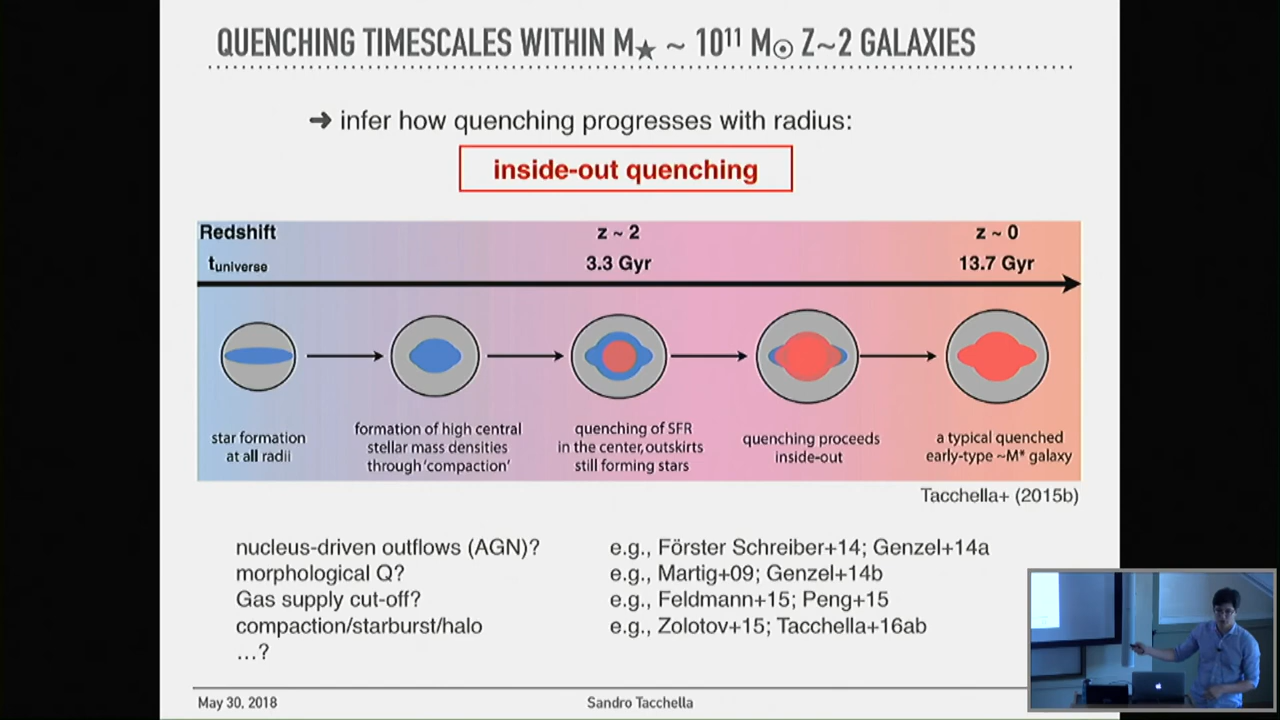 QUENCHING TIMESCALES WITHIN M★ ~ 10¹¹ M☉ Z~2 GALAXIES
➔ infer how quenching progresses with radius:
inside-out quenching
Redshift z ~ 2 z ~ 0
tuniverse 3.3 Gyr 13.7 Gyr
star formation
at all radii
formation of high central
stellar mass densities
through 'compaction'
quenching of SFR
in the center, outskirts
still forming stars
quenching proceeds
inside-out
a typical quenched
early-type ~M* galaxy
Tacchella+ (2015b)
nucleus-driven outflows (AGN)? e.g., Förster Schreiber+14; Genzel+14a
morphological Q? e.g., Martig+09; Genzel+14b
Gas supply cut-off? e.g., Feldmann+15; Peng+15
compaction/starburst/halo e.g., Zolotov+15; Tacchella+16ab
…?
May 30, 2018 Sandro Tacchella